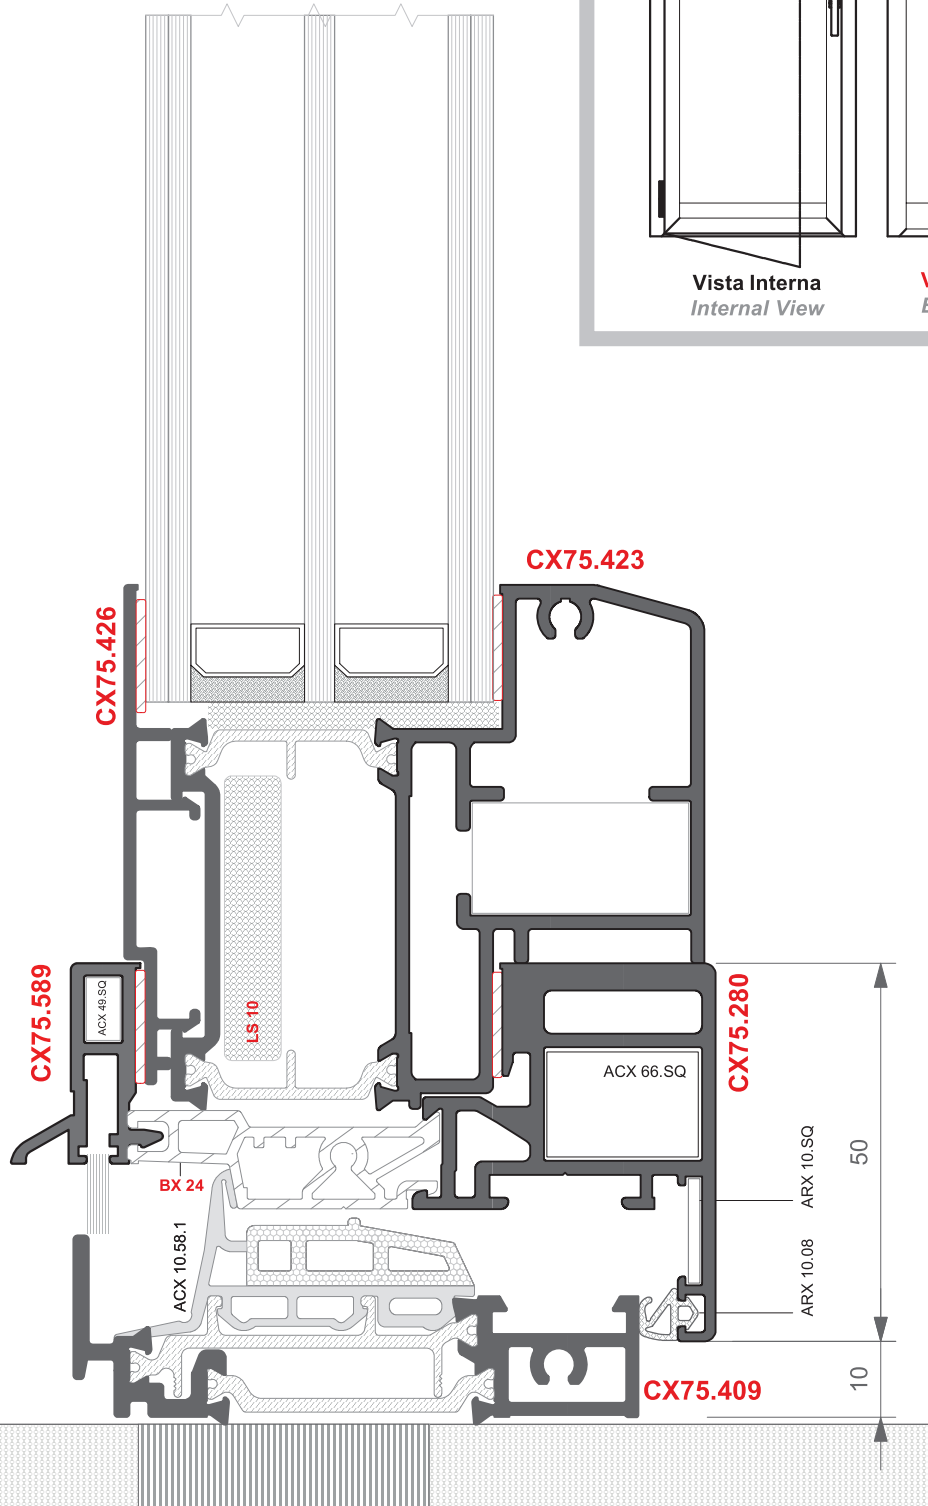 Vista Interna
Internal View
CX75.423
CX75.426
CX75.589
ACX 49.SQ
LS 10
CX75.280
ACX 66.SQ
BX 24
ACX 10.58.1
ARX 10.SQ
50
ARX 10.08
10
CX75.409